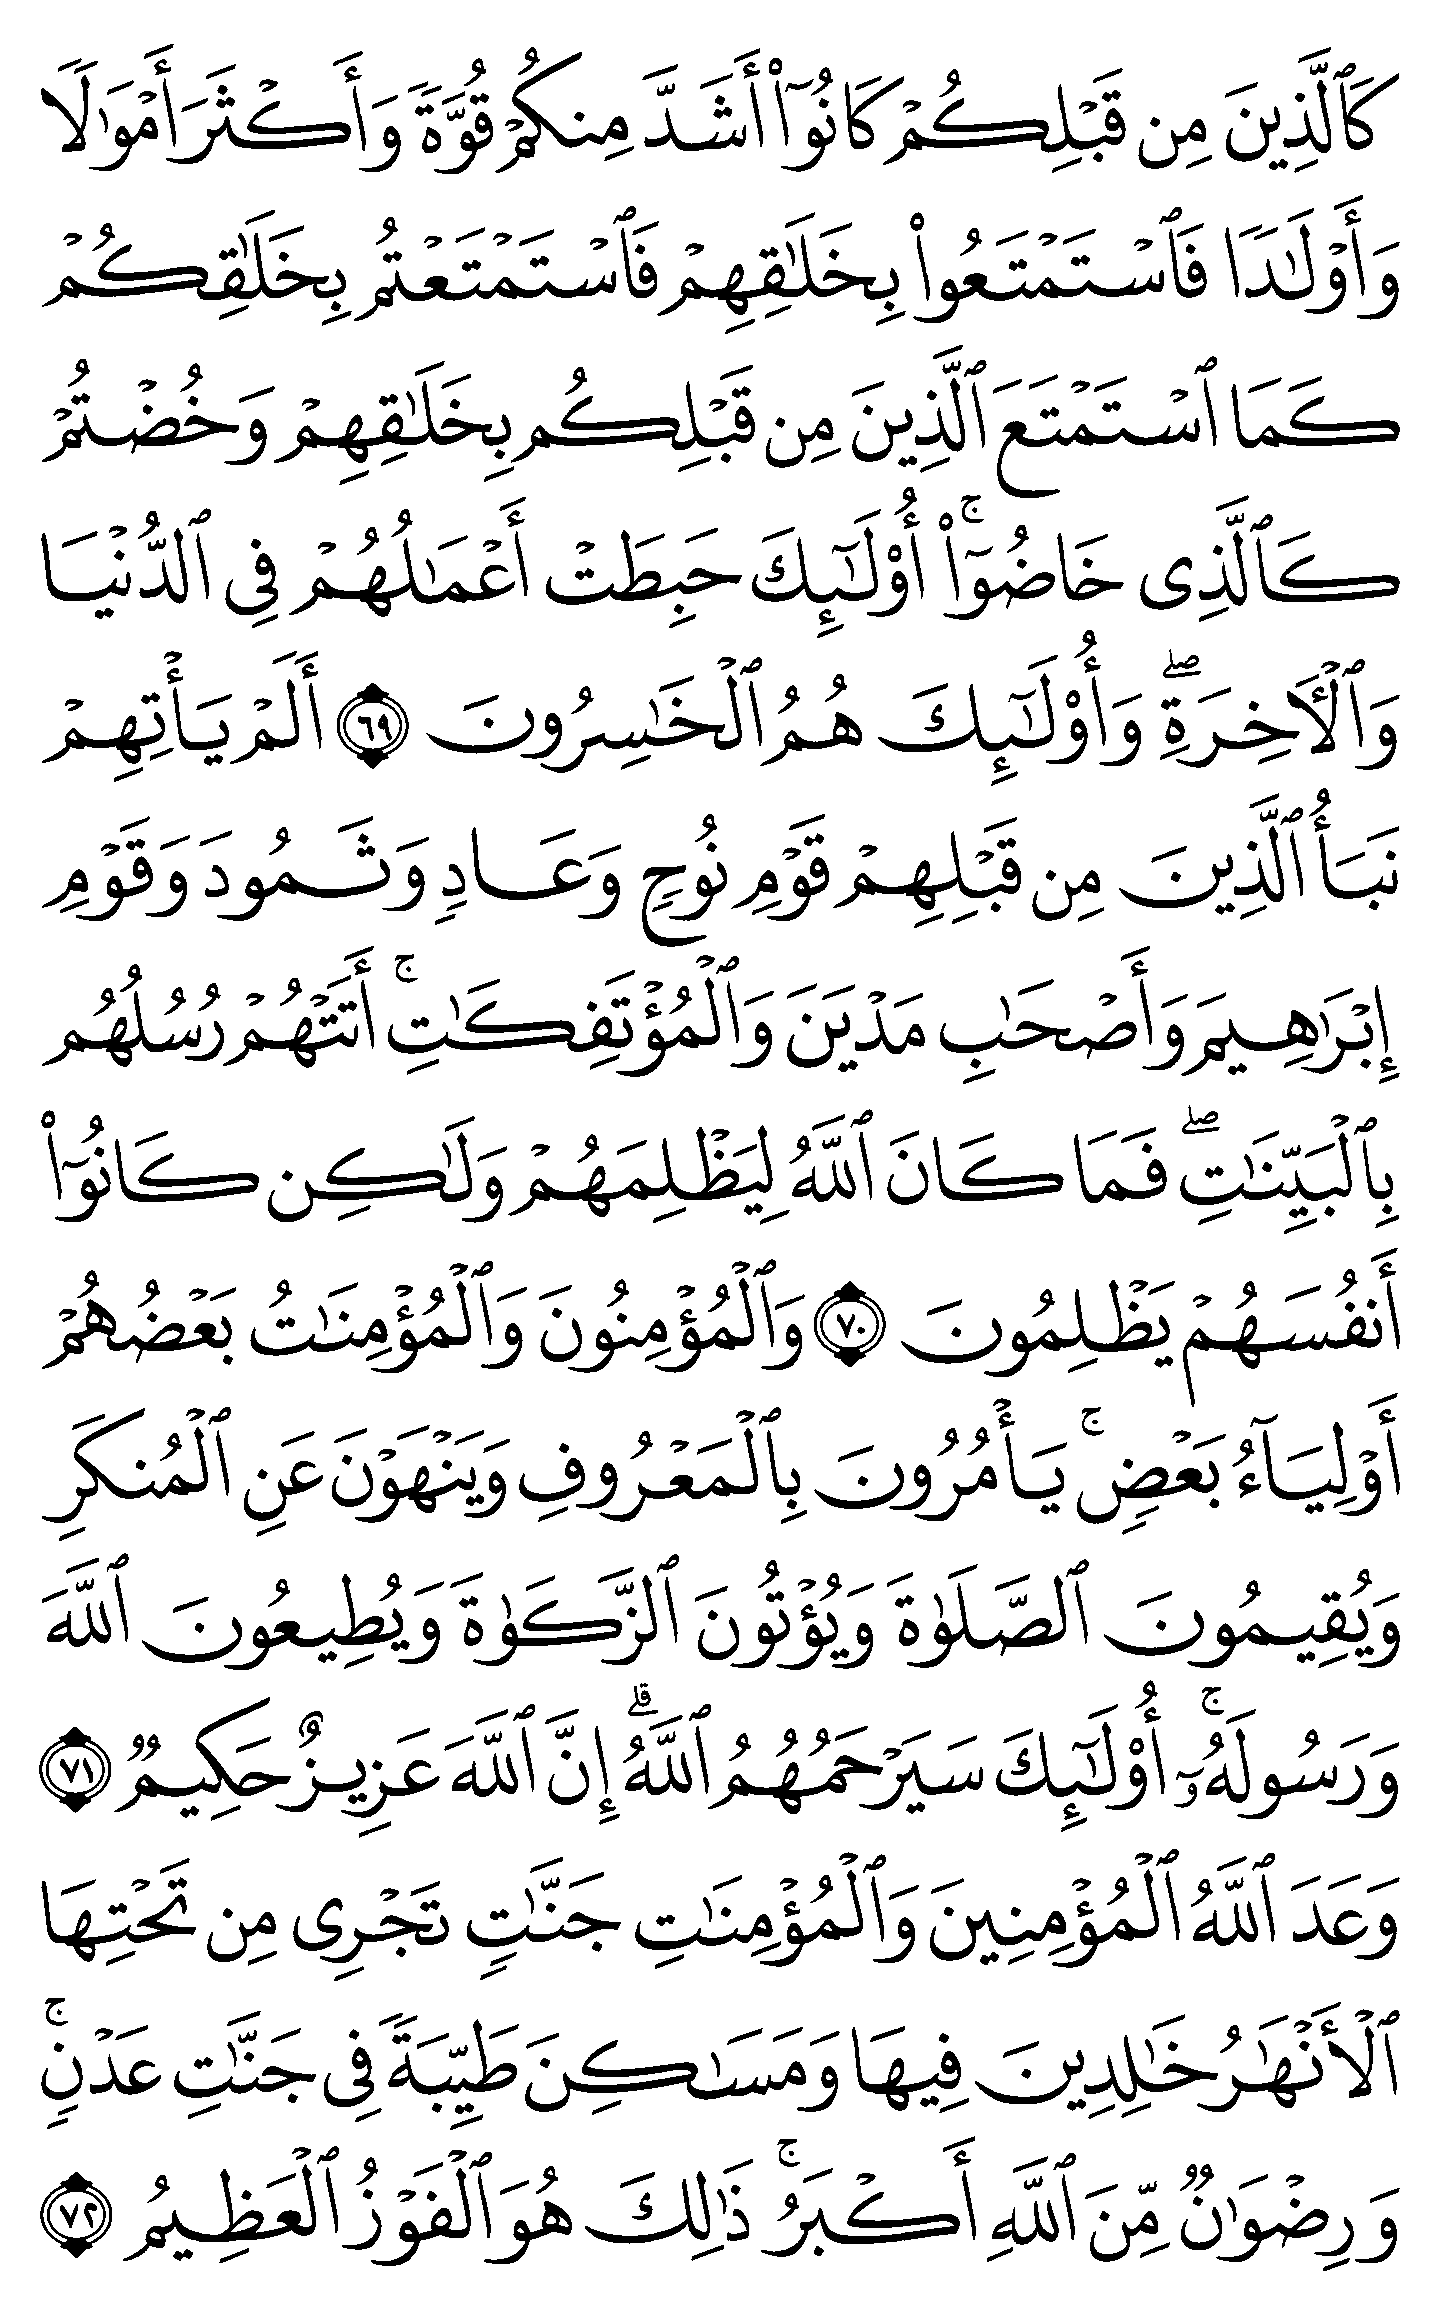 كَٱلَّذِينَ مِن قَبْلِكُمْ كَانُوٓا۟ أَشَدَّ مِنكُمْ قُوَّةً وَأَكْثَرَ أَمْوَٰلًا
وَأَوْلَـٰدًا فَٱسْتَمْتَعُوا۟ بِخَلَـٰقِهِمْ فَٱسْتَمْتَعْتُم بِخَلَـٰقِكُمْ
كَمَا ٱسْتَمْتَعَ ٱلَّذِينَ مِن قَبْلِكُم بِخَلَـٰقِهِمْ وَخُضْتُمْ
كَٱلَّذِى خَاضُوٓا۟ ۚ أُو۟لَـٰٓئِكَ حَبِطَتْ أَعْمَـٰلُهُمْ فِى ٱلدُّنْيَا
وَٱلْـَٔاخِرَةِ ۖ وَأُو۟لَـٰٓئِكَ هُمُ ٱلْخَـٰسِرُونَ ٦٩ أَلَمْ يَأْتِهِمْ
نَبَأُ ٱلَّذِينَ مِن قَبْلِهِمْ قَوْمِ نُوحٍ وَعَادٍ وَثَمُودَ وَقَوْمِ
إِبْرَٰهِيمَ وَأَصْحَـٰبِ مَدْيَنَ وَٱلْمُؤْتَفِكَـٰتِ ۚ أَتَتْهُمْ رُسُلُهُم
بِٱلْبَيِّنَـٰتِ ۖ فَمَا كَانَ ٱللَّهُ لِيَظْلِمَهُمْ وَلَـٰكِن كَانُوٓا۟
أَنفُسَهُمْ يَظْلِمُونَ ٧٠ وَٱلْمُؤْمِنُونَ وَٱلْمُؤْمِنَـٰتُ بَعْضُهُمْ
أَوْلِيَآءُ بَعْضٍ ۚ يَأْمُرُونَ بِٱلْمَعْرُوفِ وَيَنْهَوْنَ عَنِ ٱلْمُنكَرِ
وَيُقِيمُونَ ٱلصَّلَوٰةَ وَيُؤْتُونَ ٱلزَّكَوٰةَ وَيُطِيعُونَ ٱللَّهَ
وَرَسُولَهُۥٓ ۚ أُو۟لَـٰٓئِكَ سَيَرْحَمُهُمُ ٱللَّهُ ۗ إِنَّ ٱللَّهَ عَزِيزٌ حَكِيمٌ ٧١
وَعَدَ ٱللَّهُ ٱلْمُؤْمِنِينَ وَٱلْمُؤْمِنَـٰتِ جَنَّـٰتٍ تَجْرِى مِن تَحْتِهَا
ٱلْأَنْهَـٰرُ خَـٰلِدِينَ فِيهَا وَمَسَـٰكِنَ طَيِّبَةً فِى جَنَّـٰتِ عَدْنٍ ۚ
وَرِضْوَٰنٌ مِّنَ ٱللَّهِ أَكْبَرُ ۚ ذَٰلِكَ هُوَ ٱلْفَوْزُ ٱلْعَظِيمُ ٧٢